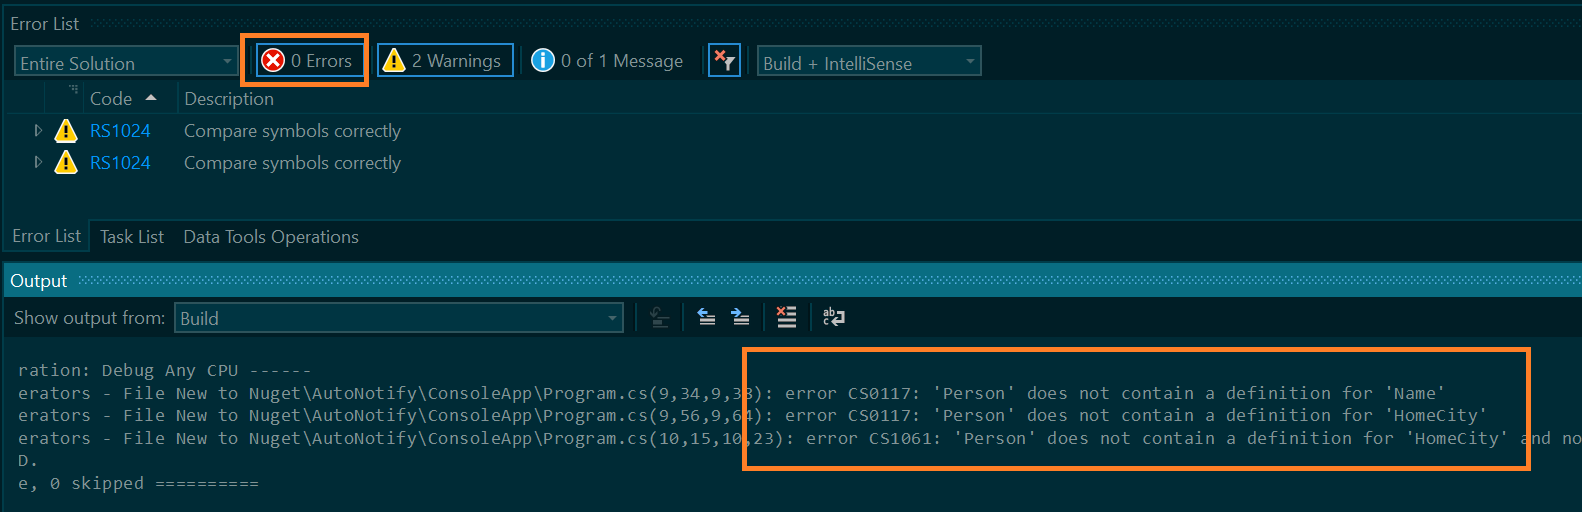 Error List
Entire Solution 0 Errors 2 Warnings 0 of 1 Message Build + IntelliSense
Code Description
RS1024 Compare symbols correctly
RS1024 Compare symbols correctly
Error List Task List Data Tools Operations
Output
Show output from: Build
ration: Debug Any CPU ------
erators - File New to Nuget\AutoNotify\ConsoleApp\Program.cs(9,34,9,38): error CS0117: 'Person' does not contain a definition for 'Name'
erators - File New to Nuget\AutoNotify\ConsoleApp\Program.cs(9,56,9,64): error CS0117: 'Person' does not contain a definition for 'HomeCity'
erators - File New to Nuget\AutoNotify\ConsoleApp\Program.cs(10,15,10,23): error CS1061: 'Person' does not contain a definition for 'HomeCity' and no
D.
e, 0 skipped ==========